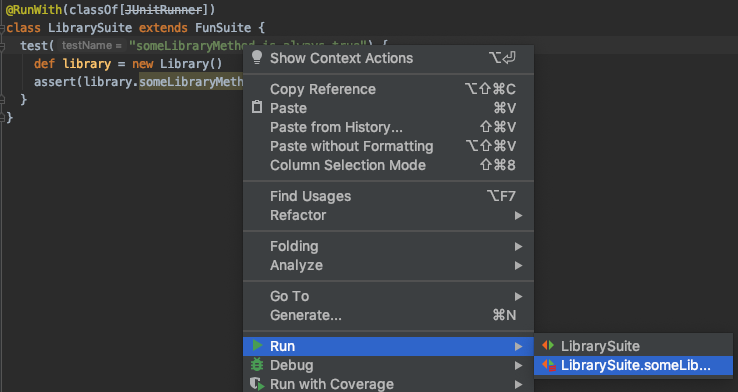 @RunWith(classOf[JUnitRunner])
class LibrarySuite extends FunSuite {
test( testName = "someLibraryMethod is always true") {
def library = new Library()
assert(library.someLibraryMeth
}
}
Show Context Actions ⌥⏎
Copy Reference ⌥⇧⌘C
Paste ⌘V
Paste from History... ⇧⌘V
Paste without Formatting ⌥⇧⌘V
Column Selection Mode ⇧⌘8
Find Usages ⌥F7
Refactor
Folding
Analyze
Go To
Generate... ⌘N
Run
LibrarySuite
Debug
LibrarySuite.someLib...
Run with Coverage